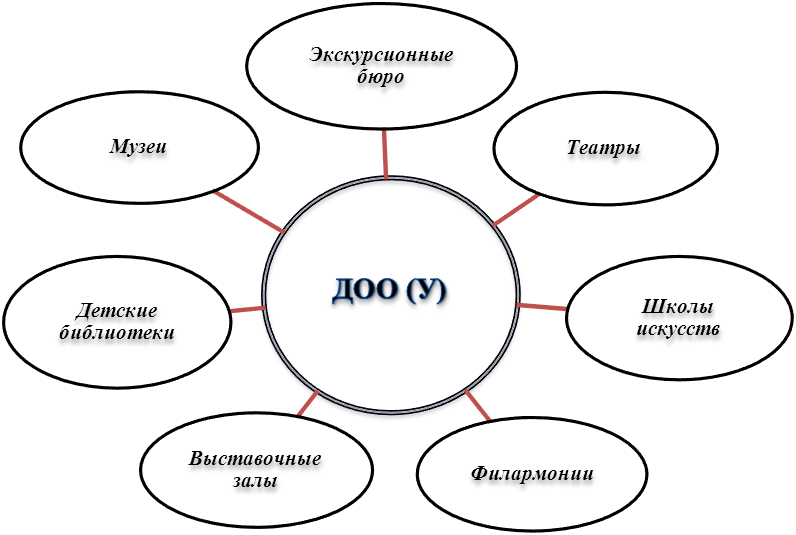 Экскурсионные
бюро
Музеи
Театры
ДОО (У)
Детские
библиотеки
Школы
искусств
Выставочные
залы
Филармонии